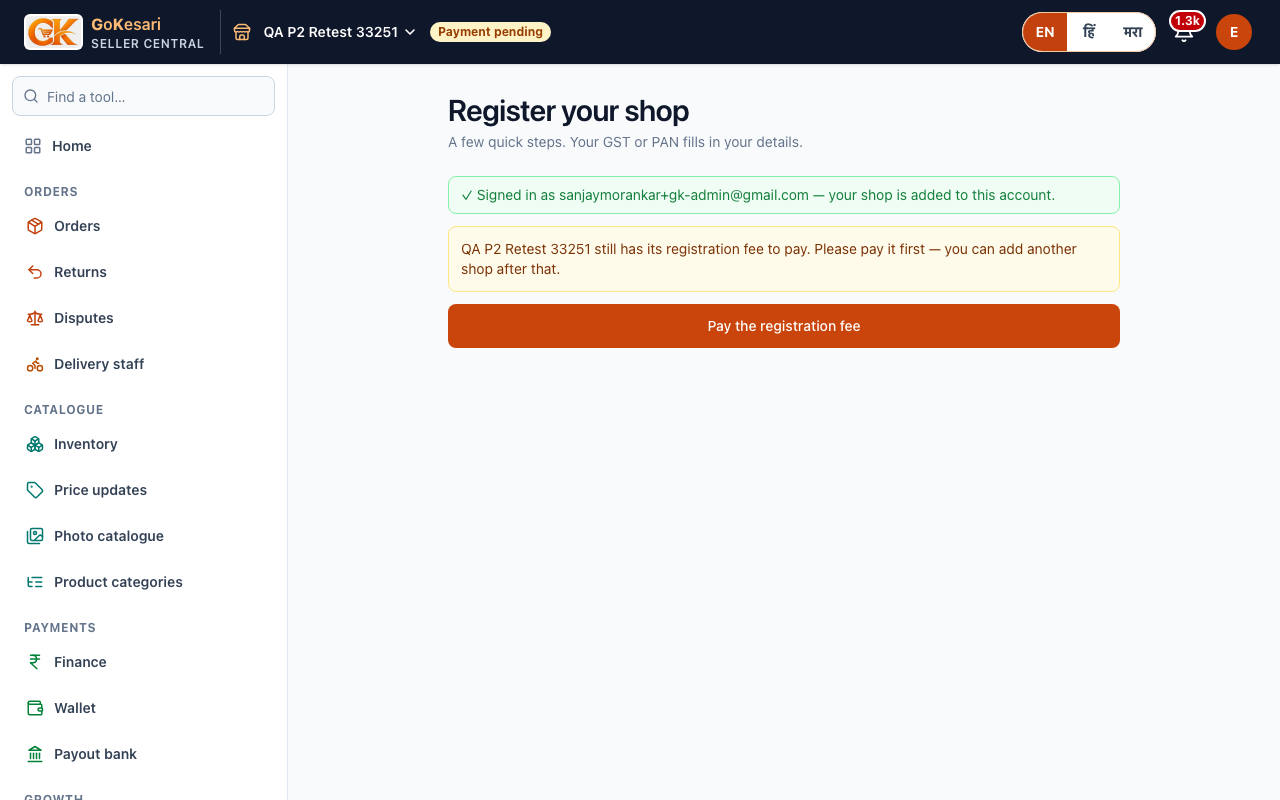 GK GoKesari
SELLER CENTRAL
QA P2 Retest 33251
Payment pending
EN
हिं
मरा
1.3k
E
Find a tool...
Home
ORDERS
Orders
Returns
Disputes
Delivery staff
CATALOGUE
Inventory
Price updates
Photo catalogue
Product categories
PAYMENTS
Finance
Wallet
Payout bank
GROWTH
Register your shop
A few quick steps. Your GST or PAN fills in your details.
✓ Signed in as sanjaymorankar+gk-admin@gmail.com — your shop is added to this account.
QA P2 Retest 33251 still has its registration fee to pay. Please pay it first — you can add another
shop after that.
Pay the registration fee